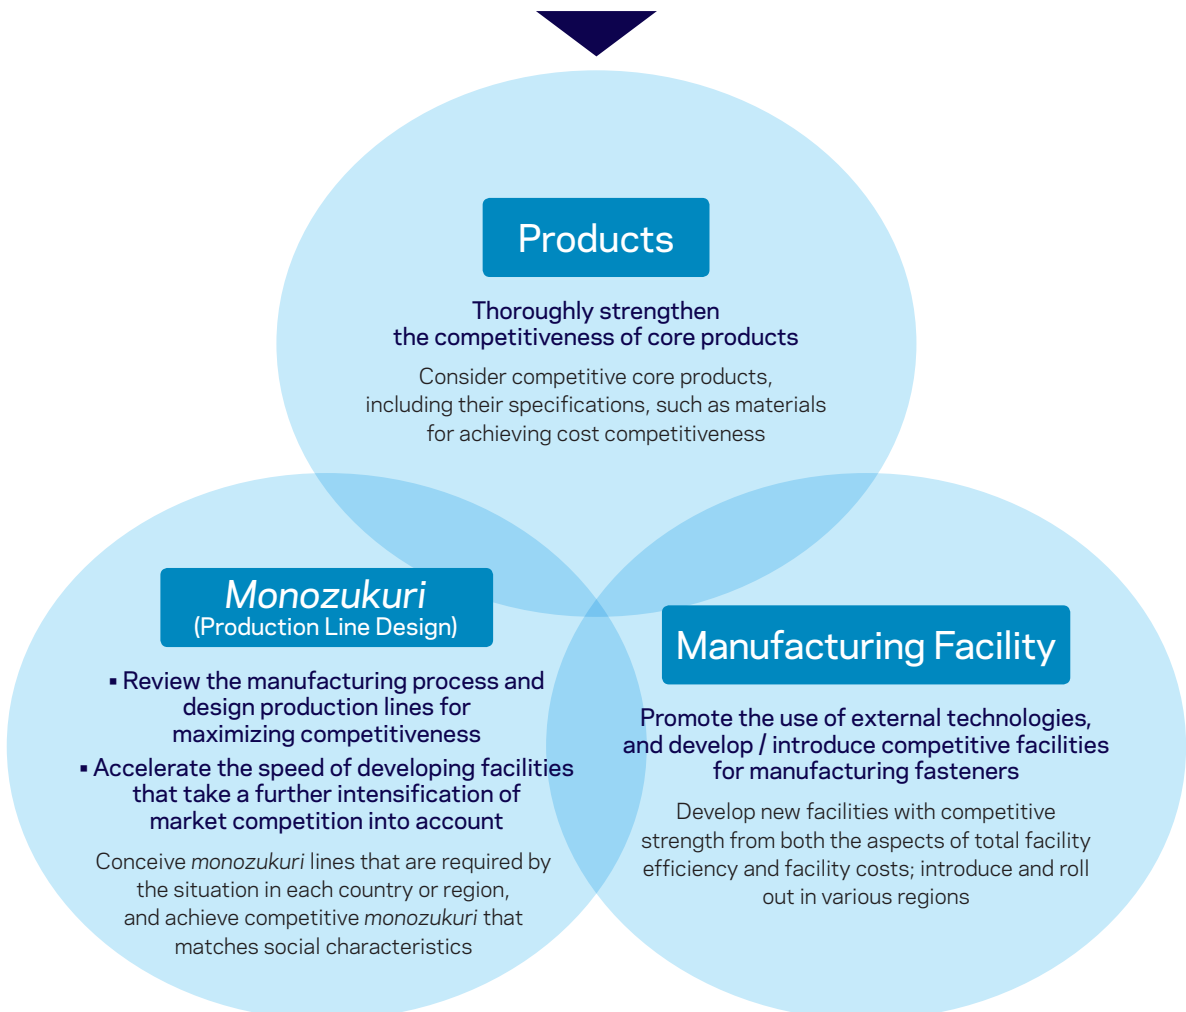 Products
Thoroughly strengthen
the competitiveness of core products
Consider competitive core products,
including their specifications, such as materials
for achieving cost competitiveness
Monozukuri
(Production Line Design)
▪ Review the manufacturing process and
design production lines for
maximizing competitiveness
▪ Accelerate the speed of developing facilities
that take a further intensification of
market competition into account
Conceive monozukuri lines that are required by
the situation in each country or region,
and achieve competitive monozukuri that
matches social characteristics
Manufacturing Facility
Promote the use of external technologies,
and develop / introduce competitive facilities
for manufacturing fasteners
Develop new facilities with competitive
strength from both the aspects of total facility
efficiency and facility costs; introduce and roll
out in various regions